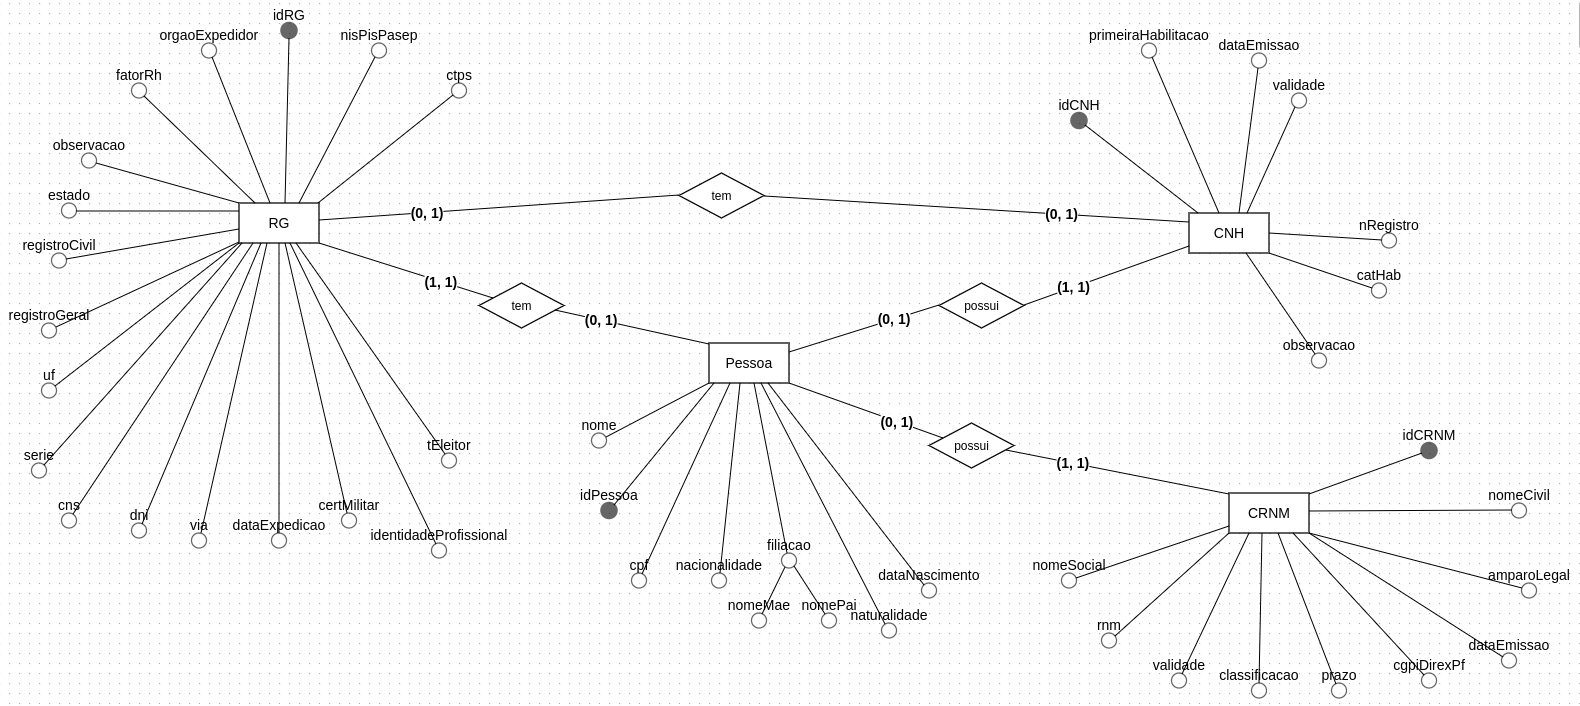 idRG
orgaoExpedidor
nisPisPasep
fatorRh
ctps
observacao
estado
registroCivil
registroGeral
uf
serie
cns
dni
via
dataExpedicao
certMilitar
identidadeProfissional
tEleitor
RG
(0, 1)
tem
(0, 1)
(1, 1)
tem
(0, 1)
primeiraHabilitacao
dataEmissao
validade
idCNH
CNH
nRegistro
catHab
observacao
(1, 1)
possui
(0, 1)
Pessoa
nome
idPessoa
cpf
nacionalidade
filiacao
nomeMae
nomePai
naturalidade
dataNascimento
(0, 1)
possui
(1, 1)
CRNM
idCRNM
nomeCivil
amparoLegal
dataEmissao
cgpiDirexPf
prazo
classificacao
validade
rnm
nomeSocial